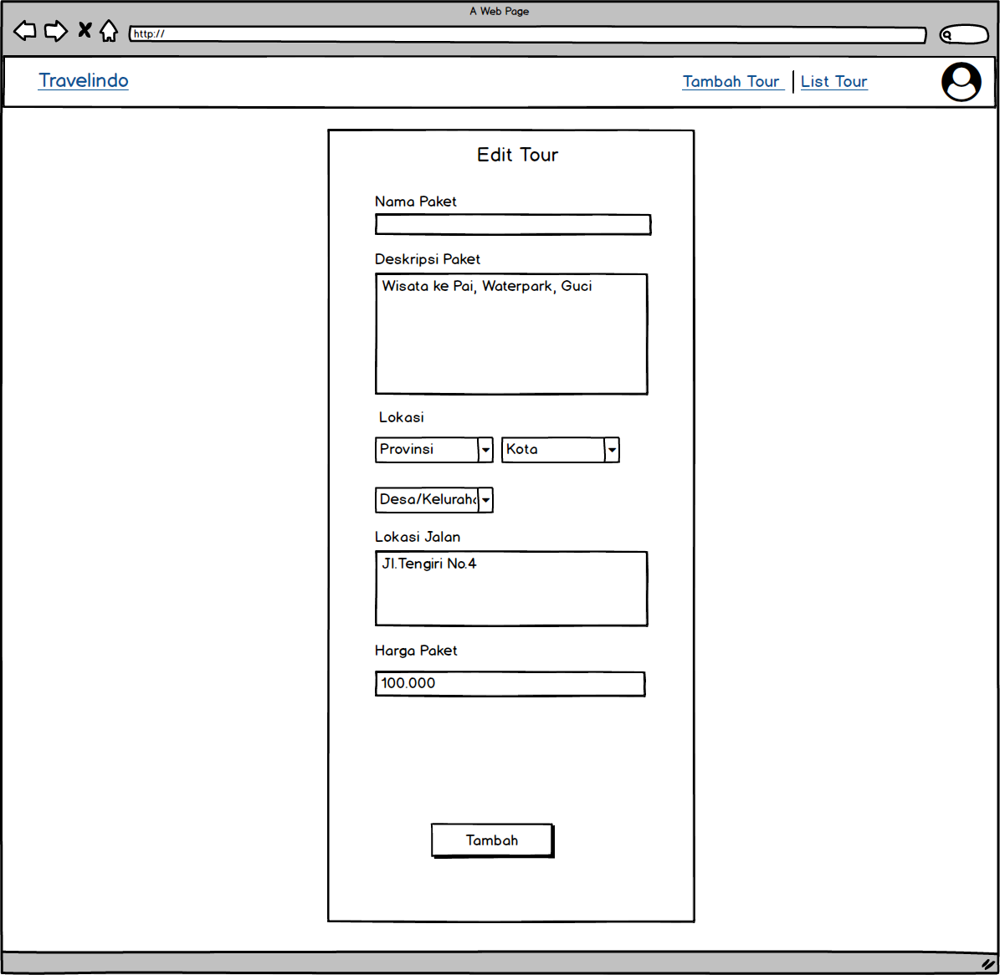 A Web Page
http://
Travelindo
Tambah Tour
List Tour
Edit Tour
Nama Paket
Deskripsi Paket
Wisata ke Pai, Waterpark, Guci
Lokasi
Provinsi
Kota
Desa/Keluraha
Lokasi Jalan
Jl.Tengiri No.4
Harga Paket
100.000
Tambah